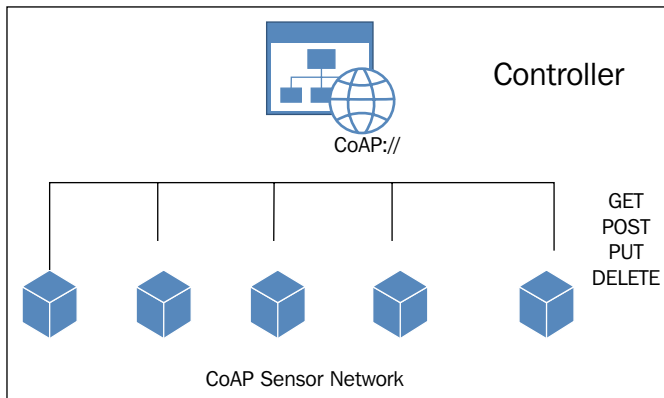 Controller
CoAP://
GET
POST
PUT
DELETE
CoAP Sensor Network